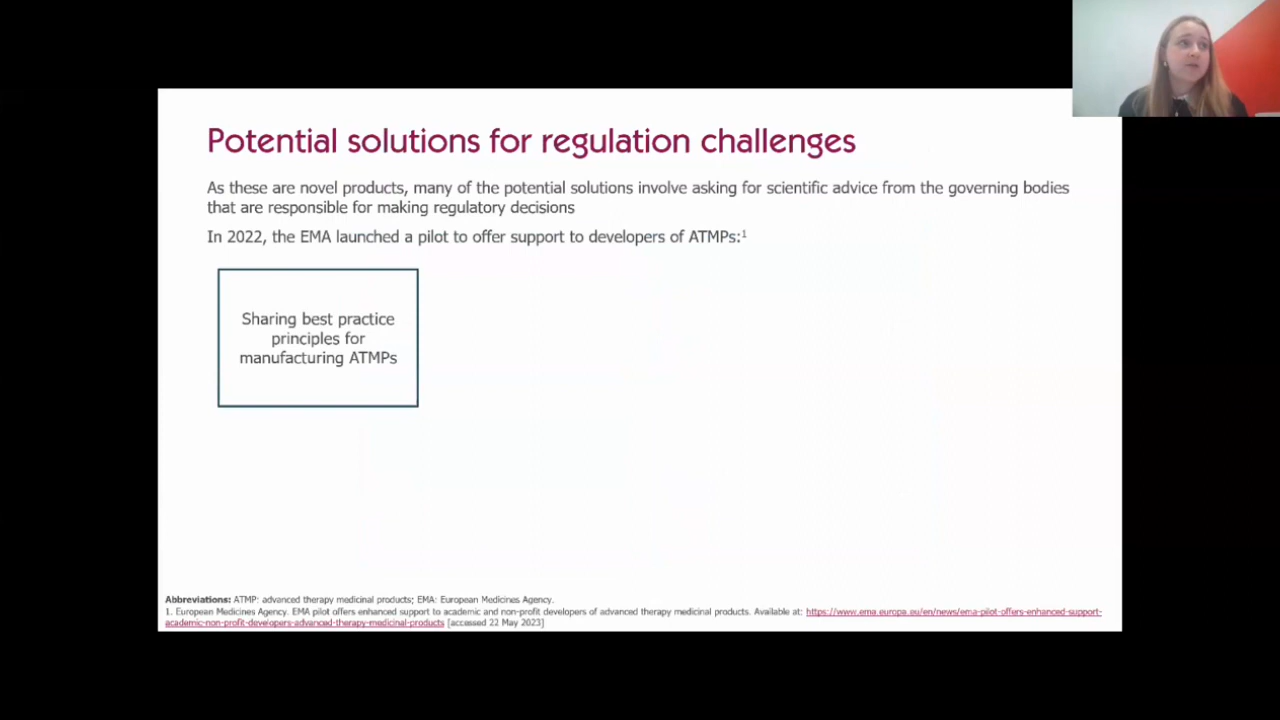 Potential solutions for regulation challenges
As these are novel products, many of the potential solutions involve asking for scientific advice from the governing bodies
that are responsible for making regulatory decisions
In 2022, the EMA launched a pilot to offer support to developers of ATMPs:¹
Sharing best practice
principles for
manufacturing ATMPs
Abbreviations: ATMP: advanced therapy medicinal products; EMA: European Medicines Agency.
1. European Medicines Agency. EMA pilot offers enhanced support to academic and non-profit developers of advanced therapy medicinal products. Available at: https://www.ema.europa.eu/en/news/ema-pilot-offers-enhanced-support-
academic-non-profit-developers-advanced-therapy-medicinal-products [accessed 22 May 2023]